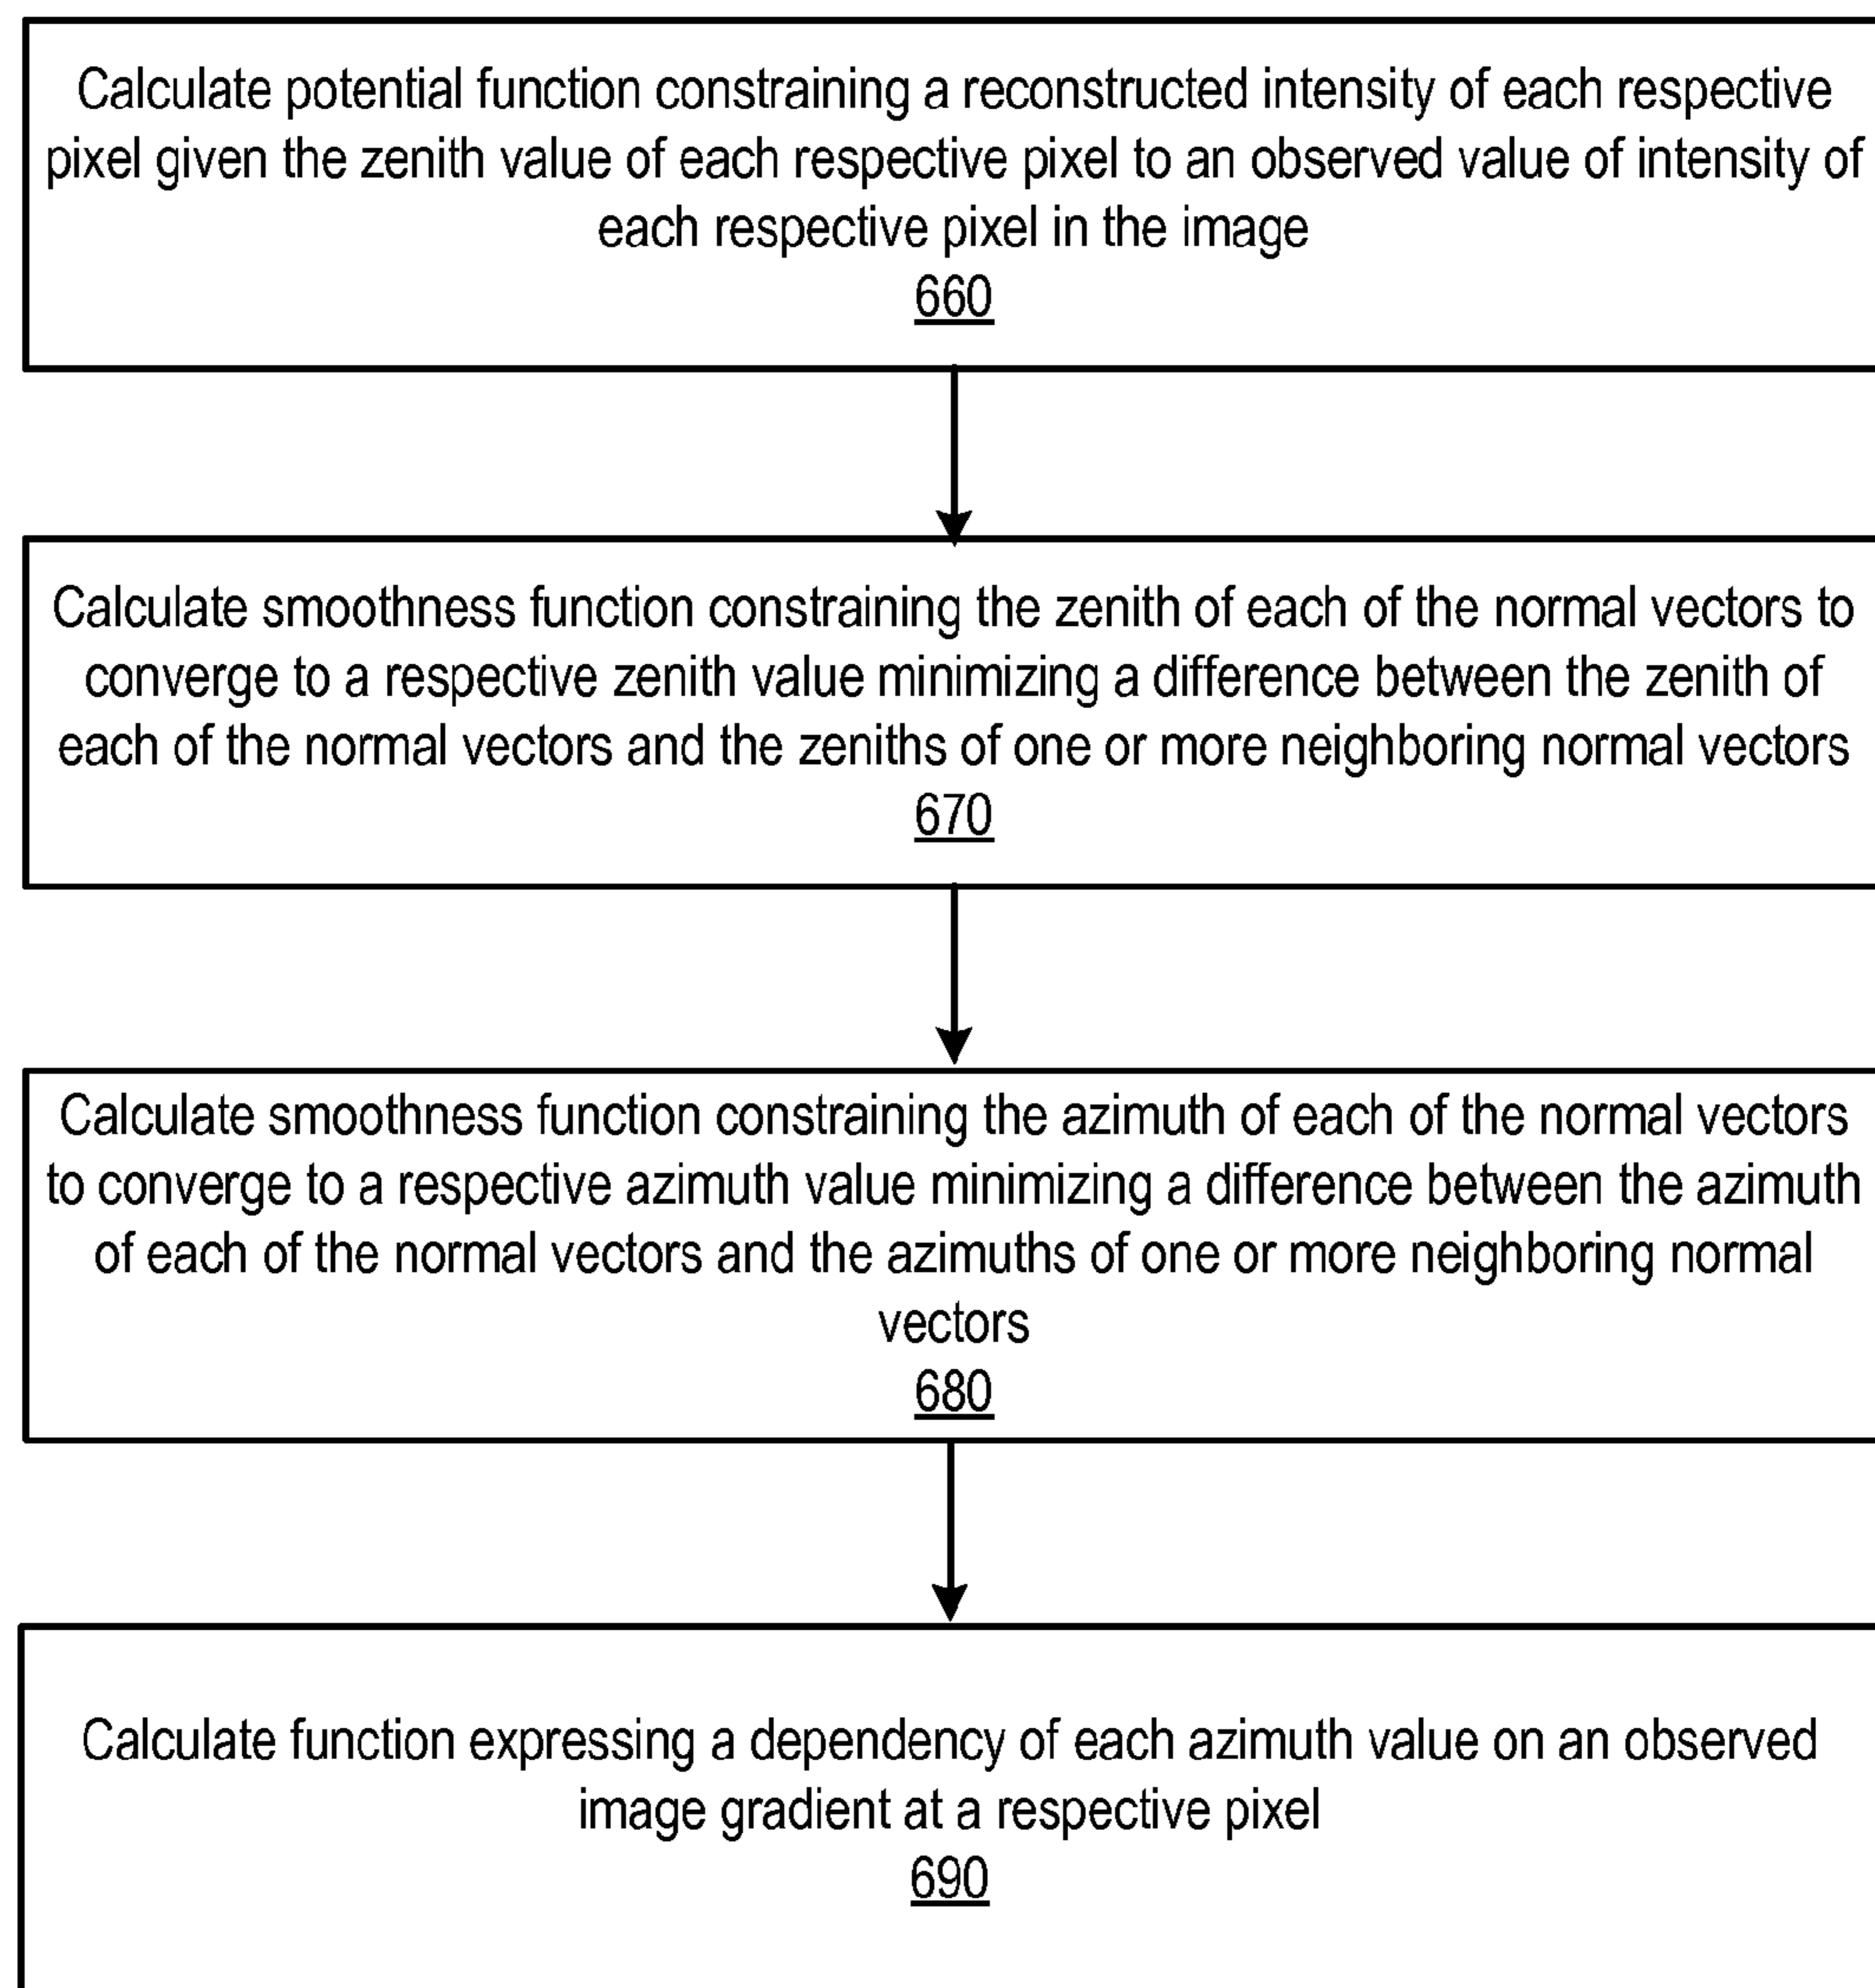 Calculate potential function constraining a reconstructed intensity of each respective
pixel given the zenith value of each respective pixel to an observed value of intensity of
each respective pixel in the image
660
Calculate smoothness function constraining the zenith of each of the normal vectors to
converge to a respective zenith value minimizing a difference between the zenith of
each of the normal vectors and the zeniths of one or more neighboring normal vectors
670
Calculate smoothness function constraining the azimuth of each of the normal vectors
to converge to a respective azimuth value minimizing a difference between the azimuth
of each of the normal vectors and the azimuths of one or more neighboring normal
vectors
680
Calculate function expressing a dependency of each azimuth value on an observed
image gradient at a respective pixel
690